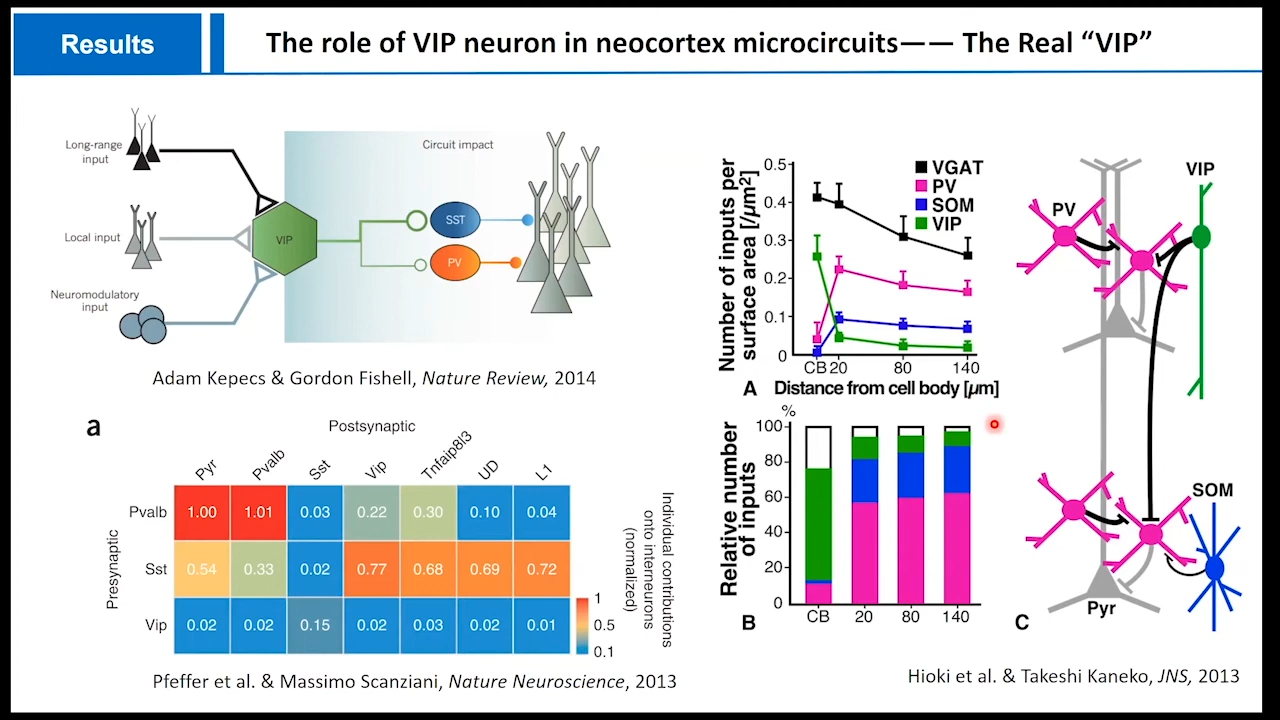 Results
The role of VIP neuron in neocortex microcircuits—— The Real “VIP”
Long-range
input
Local input
Neuromodulatory
input
VIP
Circuit impact
SST
PV
Adam Kepecs & Gordon Fishell, Nature Review, 2014
a
Postsynaptic
Pyr Pvalb Sst Vip Tnfaip8l3 UD L1
Presynaptic
Pvalb 1.00 1.01 0.03 0.22 0.30 0.10 0.04
Sst 0.54 0.33 0.02 0.77 0.68 0.69 0.72
Vip 0.02 0.02 0.15 0.02 0.03 0.02 0.01
1
0.5
0.1
Individual contributions
onto interneurons
(normalized)
Pfeffer et al. & Massimo Scanziani, Nature Neuroscience, 2013
Number of inputs per
surface area [/µm²]
0.5
0.4
0.3
0.2
0.1
0
VGAT
PV
SOM
VIP
CB 20 80 140
A Distance from cell body [µm]
%
Relative number
of inputs
100
80
60
40
20
0
CB 20 80 140
B
PV
VIP
SOM
Pyr
C
Hioki et al. & Takeshi Kaneko, JNS, 2013